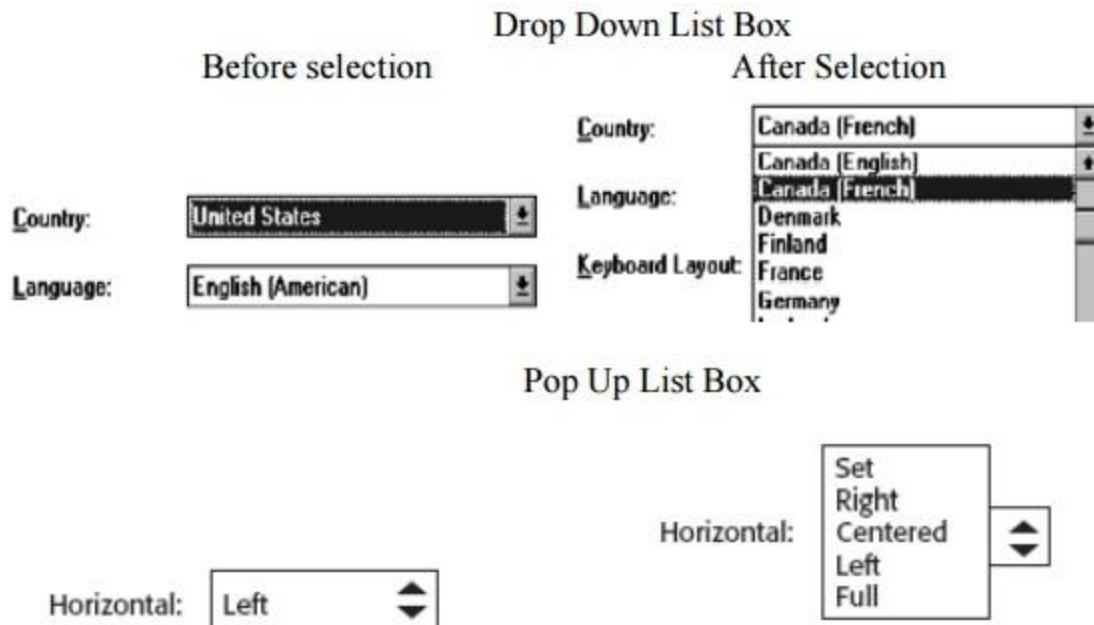 Drop Down List Box
Before selection
After Selection
Country:
United States
Language:
English (American)
Country:
Canada (French)
Canada (English)
Canada (French)
Language:
Denmark
Finland
Keyboard Layout:
France
Germany
Pop Up List Box
Horizontal:
Left
Horizontal:
Set
Right
Centered
Left
Full